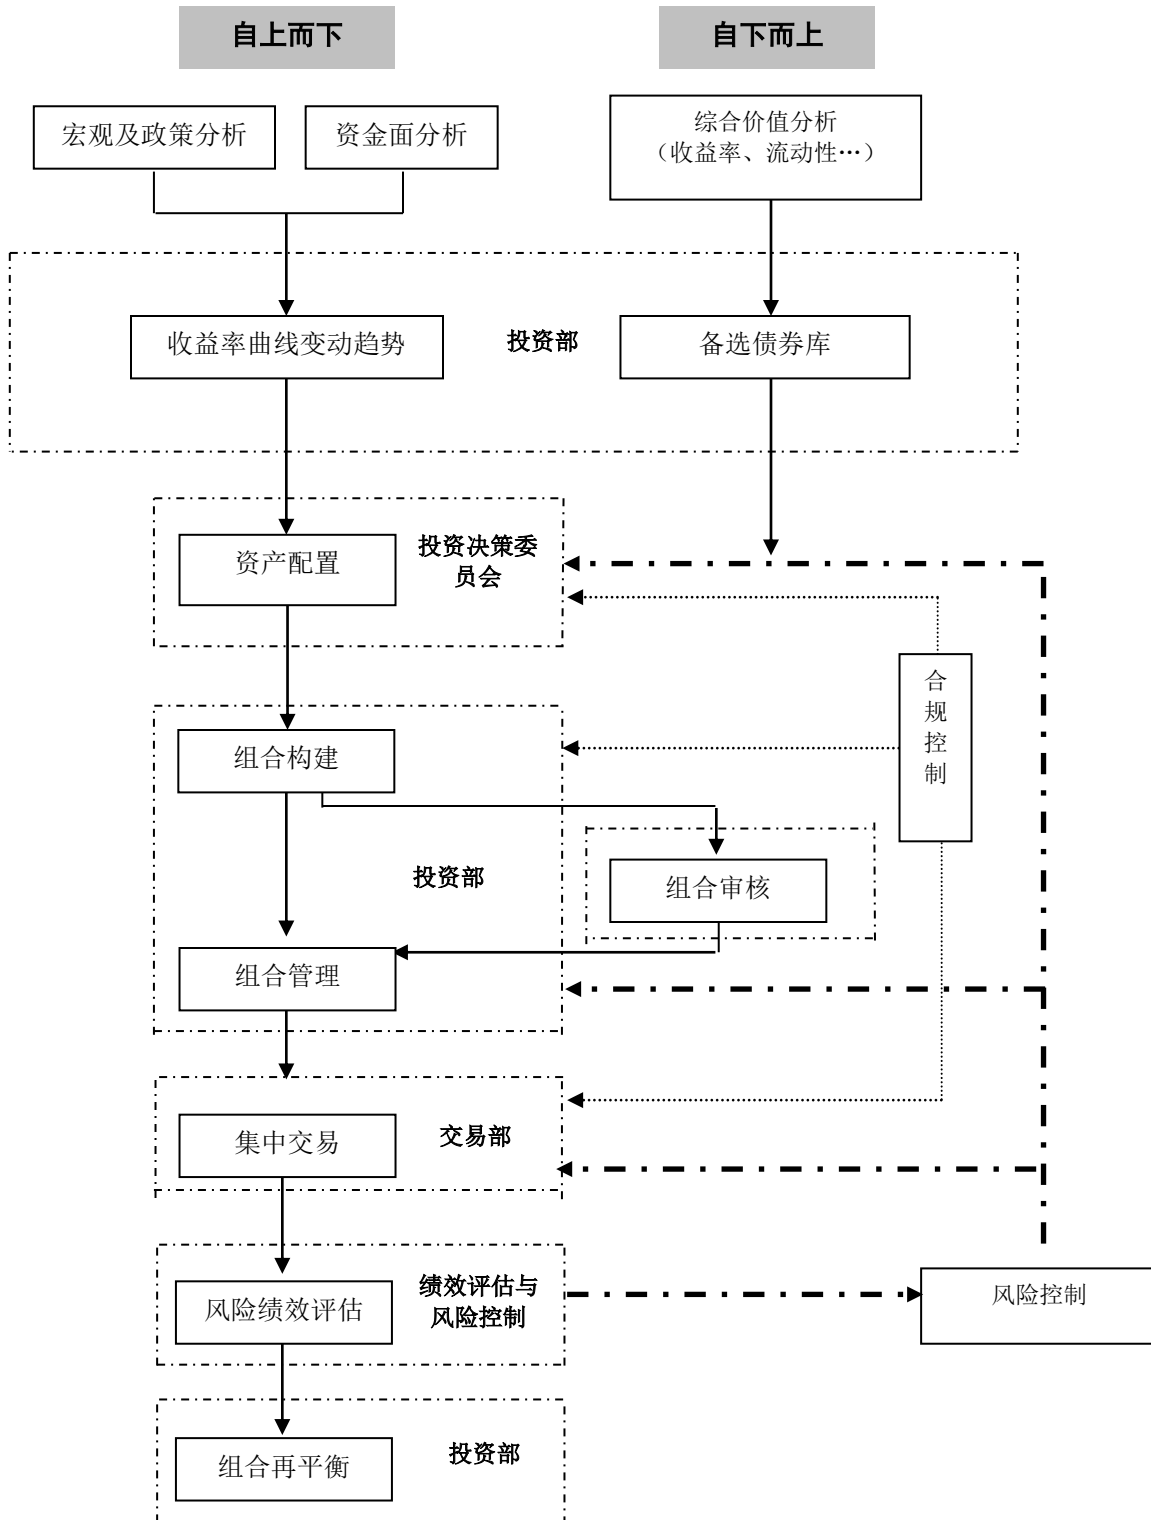 自上而下
自下而上
宏观及政策分析
资金面分析
综合价值分析
（收益率、流动性…）
收益率曲线变动趋势
投资部
备选债券库
资产配置
投资决策委
员会
合
规
控
制
组合构建
投资部
组合审核
组合管理
集中交易
交易部
风险绩效评估
绩效评估与
风险控制
风险控制
组合再平衡
投资部